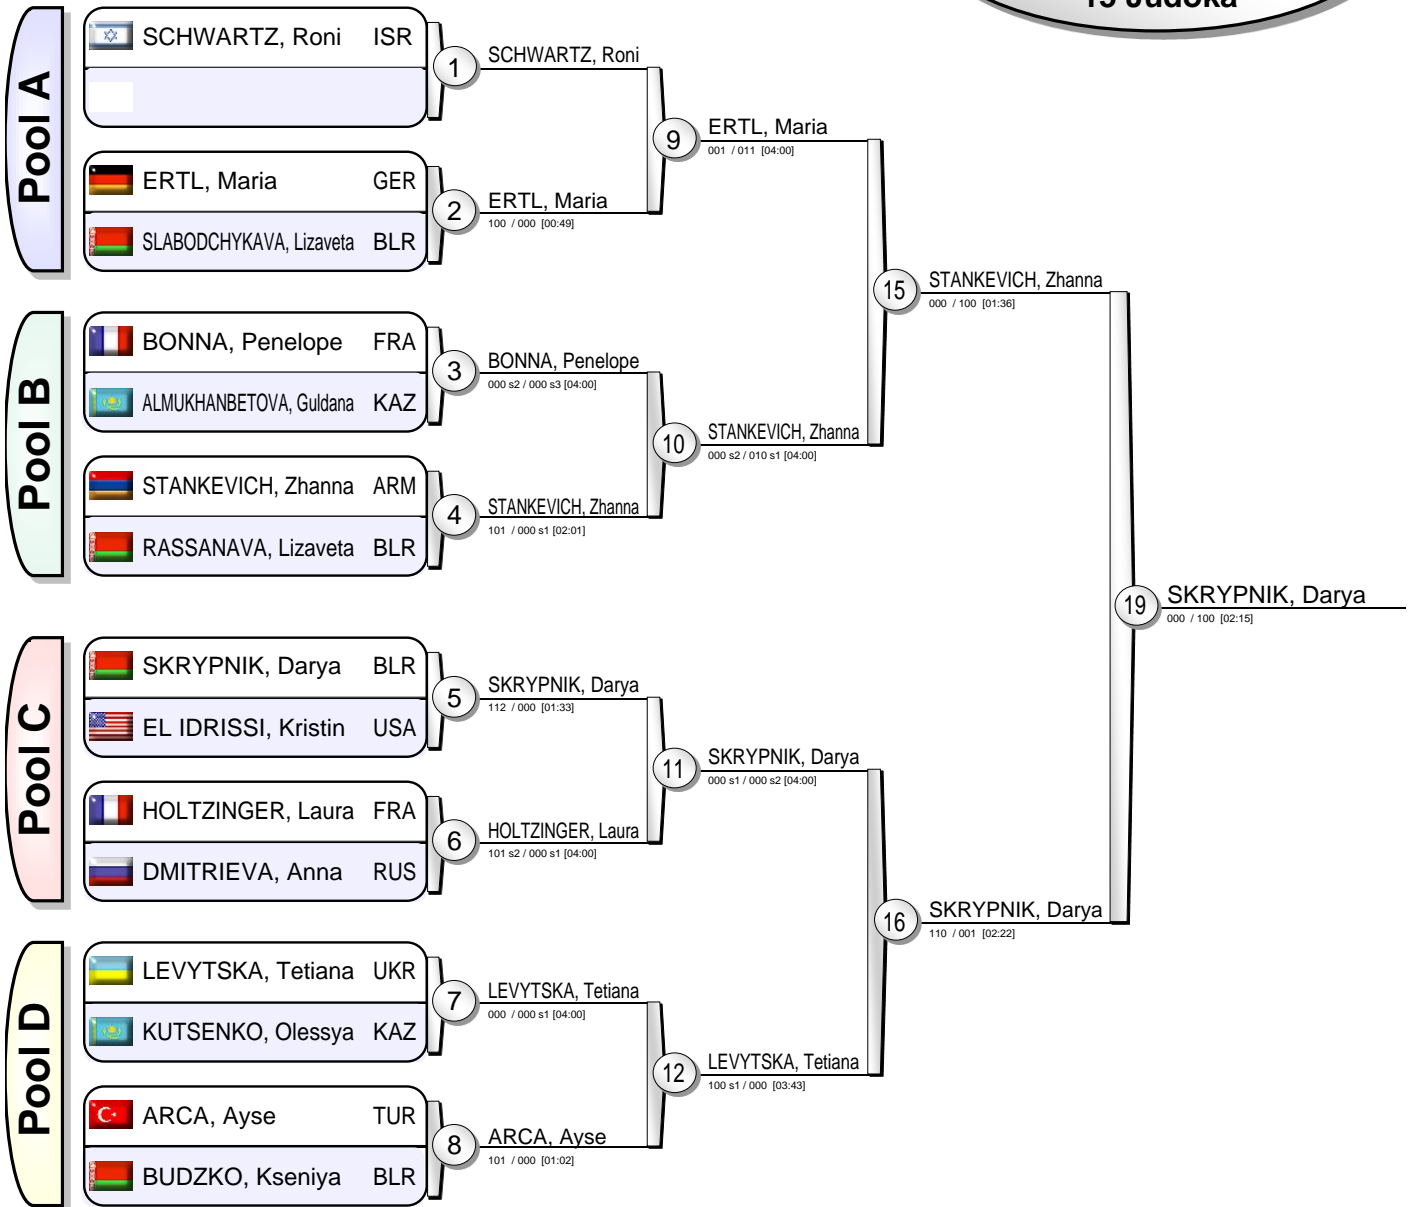 15 Judoka
Pool A
SCHWARTZ, Roni ISR
1
SCHWARTZ, Roni
ERTL, Maria GER
SLABODCHYKAVA, Lizaveta BLR
2
ERTL, Maria
100 / 000 [00:49]
9
ERTL, Maria
001 / 011 [04:00]
Pool B
BONNA, Penelope FRA
ALMUKHANBETOVA, Guldana KAZ
3
BONNA, Penelope
000 s2 / 000 s3 [04:00]
STANKEVICH, Zhanna ARM
RASSANAVA, Lizaveta BLR
4
STANKEVICH, Zhanna
101 / 000 s1 [02:01]
10
STANKEVICH, Zhanna
000 s2 / 010 s1 [04:00]
15
STANKEVICH, Zhanna
000 / 100 [01:36]
Pool C
SKRYPNIK, Darya BLR
EL IDRISSI, Kristin USA
5
SKRYPNIK, Darya
112 / 000 [01:33]
HOLTZINGER, Laura FRA
DMITRIEVA, Anna RUS
6
HOLTZINGER, Laura
101 s2 / 000 s1 [04:00]
11
SKRYPNIK, Darya
000 s1 / 000 s2 [04:00]
Pool D
LEVYTSKA, Tetiana UKR
KUTSENKO, Olessya KAZ
7
LEVYTSKA, Tetiana
000 / 000 s1 [04:00]
ARCA, Ayse TUR
BUDZKO, Kseniya BLR
8
ARCA, Ayse
101 / 000 [01:02]
12
LEVYTSKA, Tetiana
100 s1 / 000 [03:43]
16
SKRYPNIK, Darya
110 / 001 [02:22]
19
SKRYPNIK, Darya
000 / 100 [02:15]